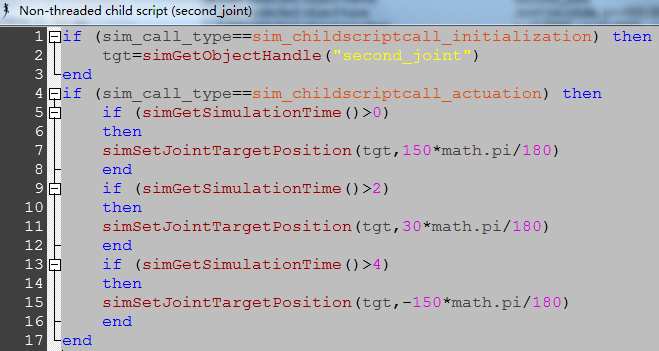 Non-threaded child script (second_joint)
1 if (sim_call_type==sim_childscriptcall_initialization) then
2 tgt=simGetObjectHandle("second_joint")
3 end
4 if (sim_call_type==sim_childscriptcall_actuation) then
5 if (simGetSimulationTime()>0)
6 then
7 simSetJointTargetPosition(tgt,150*math.pi/180)
8 end
9 if (simGetSimulationTime()>2)
10 then
11 simSetJointTargetPosition(tgt,30*math.pi/180)
12 end
13 if (simGetSimulationTime()>4)
14 then
15 simSetJointTargetPosition(tgt,-150*math.pi/180)
16 end
17 end